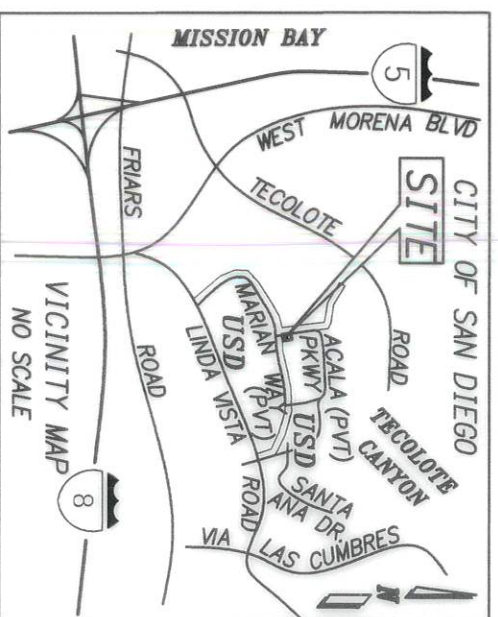 CITY OF SAN DIEGO
MISSION BAY
5
WEST MORENA BLVD
SITE
TECOLOTE
ROAD
FRIARS
ROAD
TECOLOTE
CANYON
ACALA (PVT)
PKWY
MARIAN WAY (PVT)
USD
USD
LINDA VISTA
ROAD
SANTA
ANA DR.
VIA LAS CUMBRES
8
N
VICINITY MAP
NO SCALE